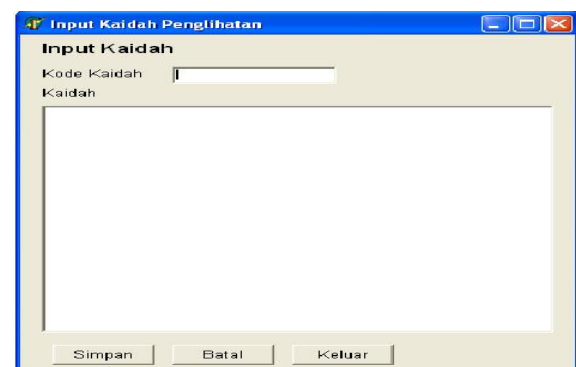 Input Kaidah Penglihatan
Input Kaidah
Kode Kaidah
Kaidah
Simpan Batal Keluar